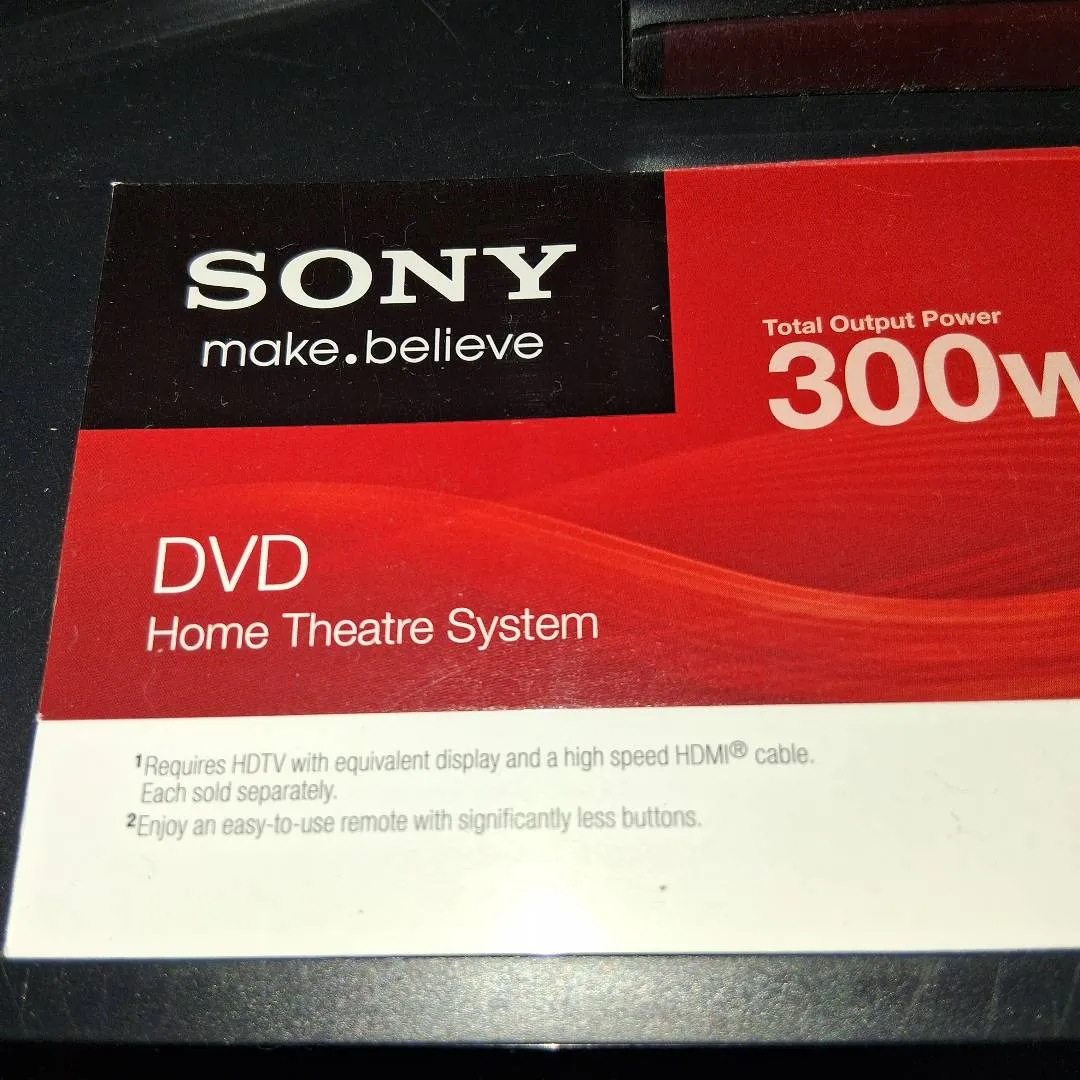 SONY
make.believe
Total Output Power
300W
DVD
Home Theatre System
¹Requires HDTV with equivalent display and a high speed HDMI® cable.
Each sold separately.
²Enjoy an easy-to-use remote with significantly less buttons.